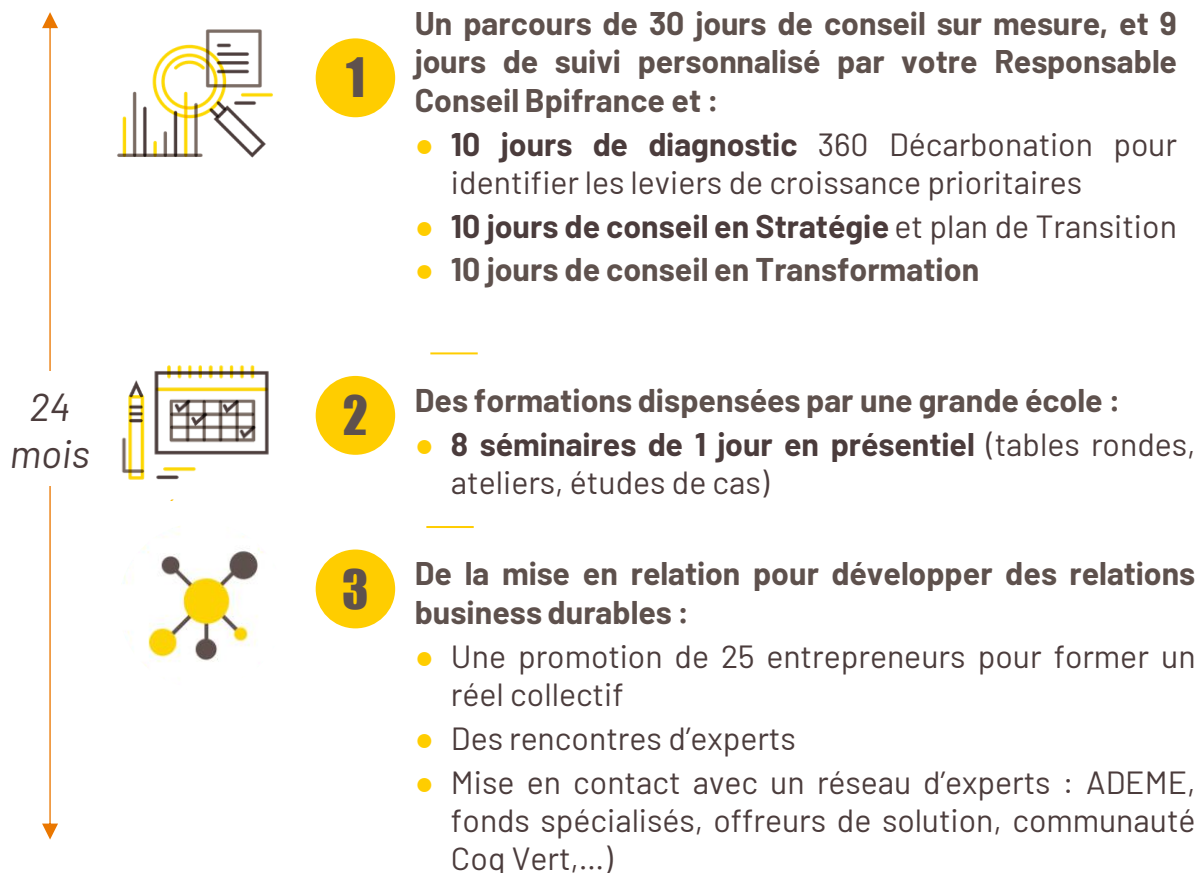 1
Un parcours de 30 jours de conseil sur mesure, et 9
jours de suivi personnalisé par votre Responsable
Conseil Bpifrance et :
● 10 jours de diagnostic 360 Décarbonation pour
identifier les leviers de croissance prioritaires
● 10 jours de conseil en Stratégie et plan de Transition
● 10 jours de conseil en Transformation
24
mois
2
Des formations dispensées par une grande école :
● 8 séminaires de 1 jour en présentiel (tables rondes,
ateliers, études de cas)
3
De la mise en relation pour développer des relations
business durables :
● Une promotion de 25 entrepreneurs pour former un
réel collectif
● Des rencontres d’experts
● Mise en contact avec un réseau d’experts : ADEME,
fonds spécialisés, offreurs de solution, communauté
Coq Vert,…)